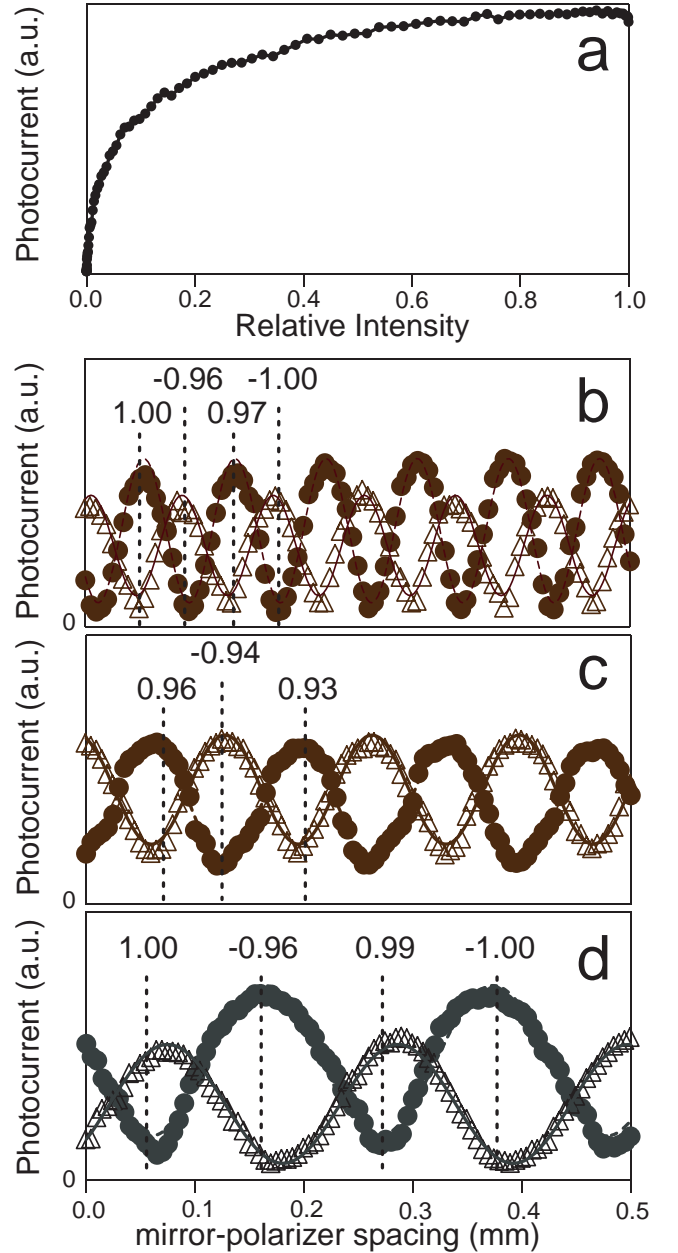 Photocurrent (a.u.)
a
0.0 0.2 0.4 0.6 0.8 1.0
Relative Intensity
Photocurrent (a.u.)
-0.96 -1.00
1.00 0.97
b
0
Photocurrent (a.u.)
-0.94
0.96 0.93
c
0
Photocurrent (a.u.)
1.00 -0.96 0.99 -1.00
d
0
0.0 0.1 0.2 0.3 0.4 0.5
mirror-polarizer spacing (mm)